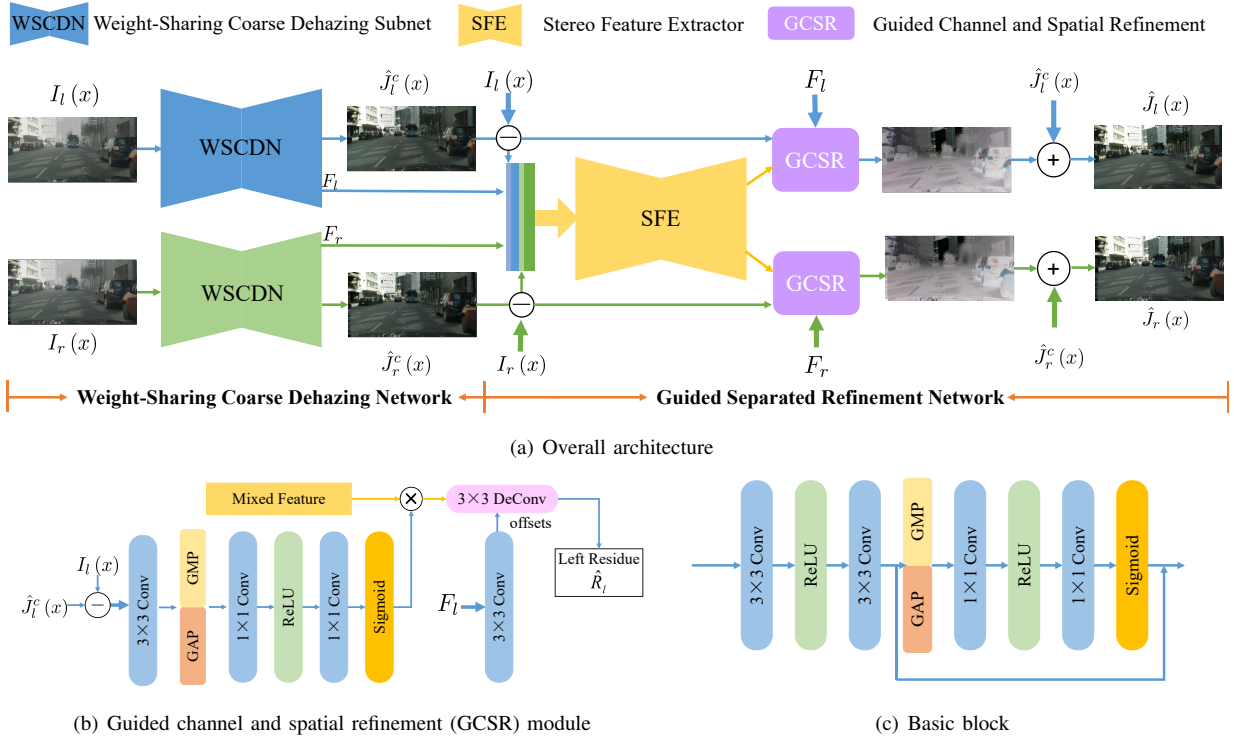 WSCDN Weight-Sharing Coarse Dehazing Subnet SFE Stereo Feature Extractor GCSR Guided Channel and Spatial Refinement
I_l (x)
Ĵ_l^c (x)
I_l (x)
F_l
Ĵ_l^c (x)
Ĵ_l (x)
WSCDN
−
GCSR
+
F_l
SFE
F_r
WSCDN
−
GCSR
+
I_r (x)
Ĵ_r^c (x)
I_r (x)
F_r
Ĵ_r^c (x)
Ĵ_r (x)
Weight-Sharing Coarse Dehazing Network Guided Separated Refinement Network
(a) Overall architecture
Mixed Feature
×
3×3 DeConv
offsets
I_l (x)
Ĵ_l^c (x)
−
3×3 Conv
GMP
GAP
1×1 Conv
ReLU
1×1 Conv
Sigmoid
F_l
3×3 Conv
Left Residue
R̂_l
(b) Guided channel and spatial refinement (GCSR) module
3×3 Conv
ReLU
3×3 Conv
GMP
GAP
1×1 Conv
ReLU
1×1 Conv
Sigmoid
(c) Basic block